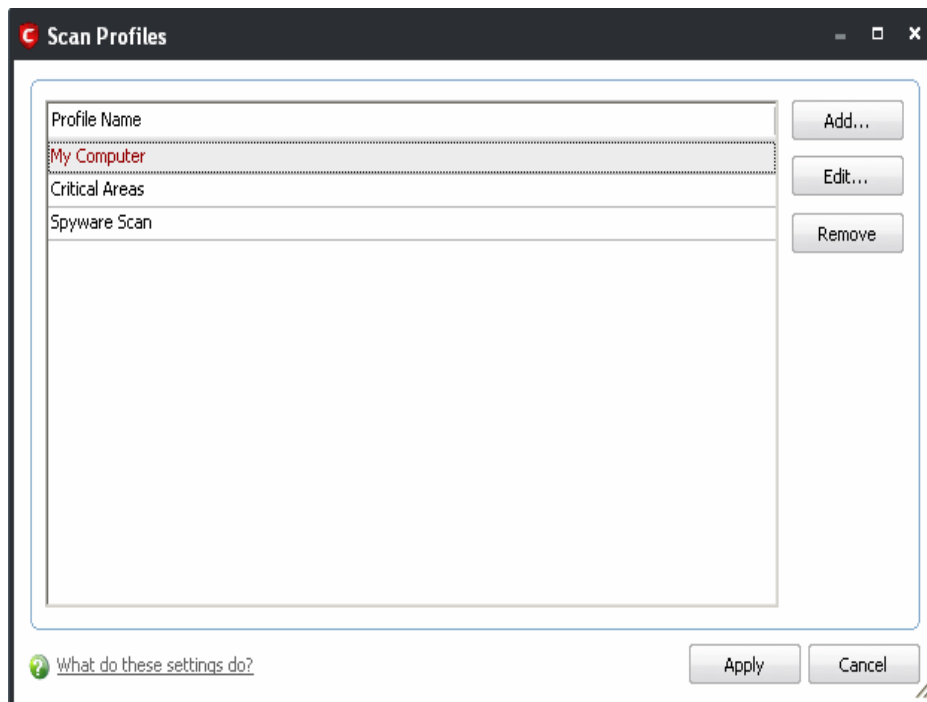 Scan Profiles
Profile Name
My Computer
Critical Areas
Spyware Scan
Add...
Edit...
Remove
What do these settings do?
Apply
Cancel